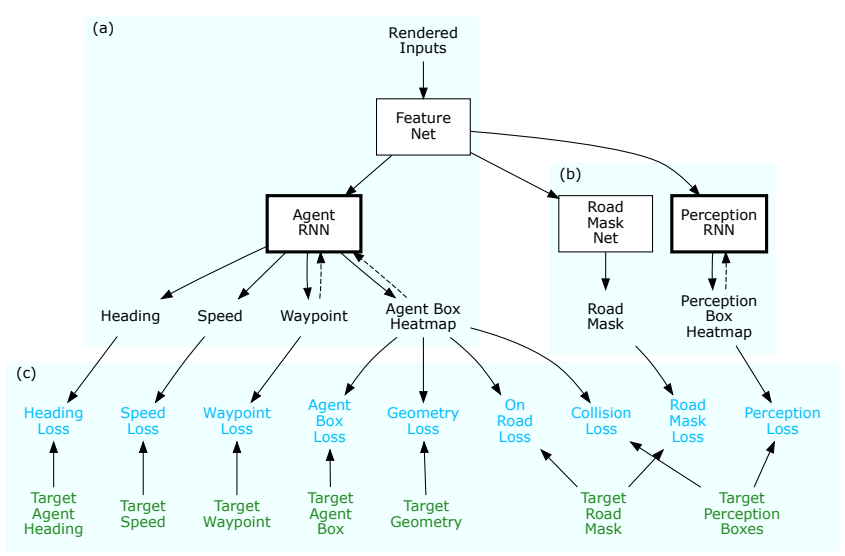 (a)
Rendered
Inputs
Feature
Net
(b)
Agent
RNN
Road
Mask
Net
Perception
RNN
Heading
Speed
Waypoint
Agent Box
Heatmap
Road
Mask
Perception
Box
Heatmap
(c)
Heading
Loss
Speed
Loss
Waypoint
Loss
Agent
Box
Loss
Geometry
Loss
On
Road
Loss
Collision
Loss
Road
Mask
Loss
Perception
Loss
Target
Agent
Heading
Target
Speed
Target
Waypoint
Target
Agent
Box
Target
Geometry
Target
Road
Mask
Target
Perception
Boxes